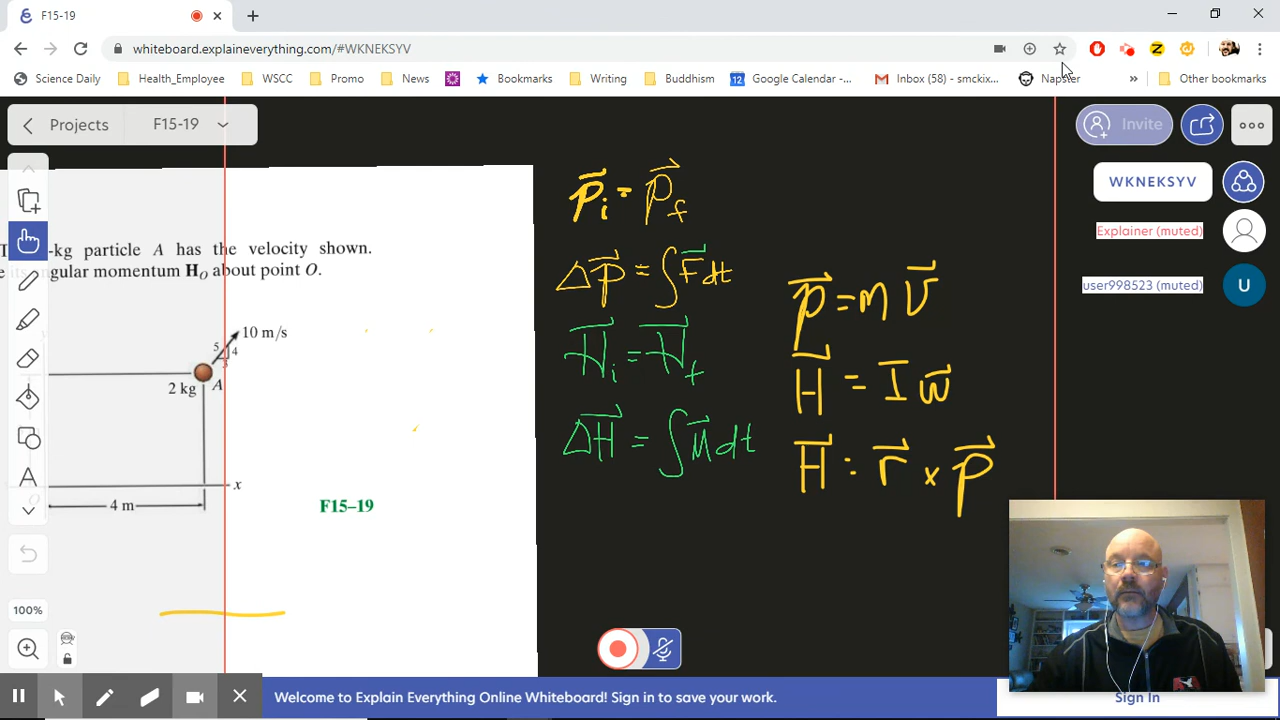 F15-19
whiteboard.explaineverything.com/#WKNEKSYV
Science Daily Health_Employee WSCC Promo News Bookmarks Writing Buddhism Google Calendar -... Inbox (58) - smckix... Napster » Other bookmarks
Projects F15-19
Invite
WKNEKSYV
Explainer (muted)
user998523 (muted)
U
-kg particle A has the velocity shown.
angular momentum H_O about point O.
10 m/s
5
4
3
2 kg A
x
4 m
F15–19
p⃗i = p⃗f
Δp⃗ = ∫F⃗dt
H⃗i = H⃗f
ΔH⃗ = ∫M⃗dt
p⃗ = m v⃗
H⃗ = I w⃗
H⃗ : r⃗ x p⃗
A
100%
Welcome to Explain Everything Online Whiteboard! Sign in to save your work.
Sign In